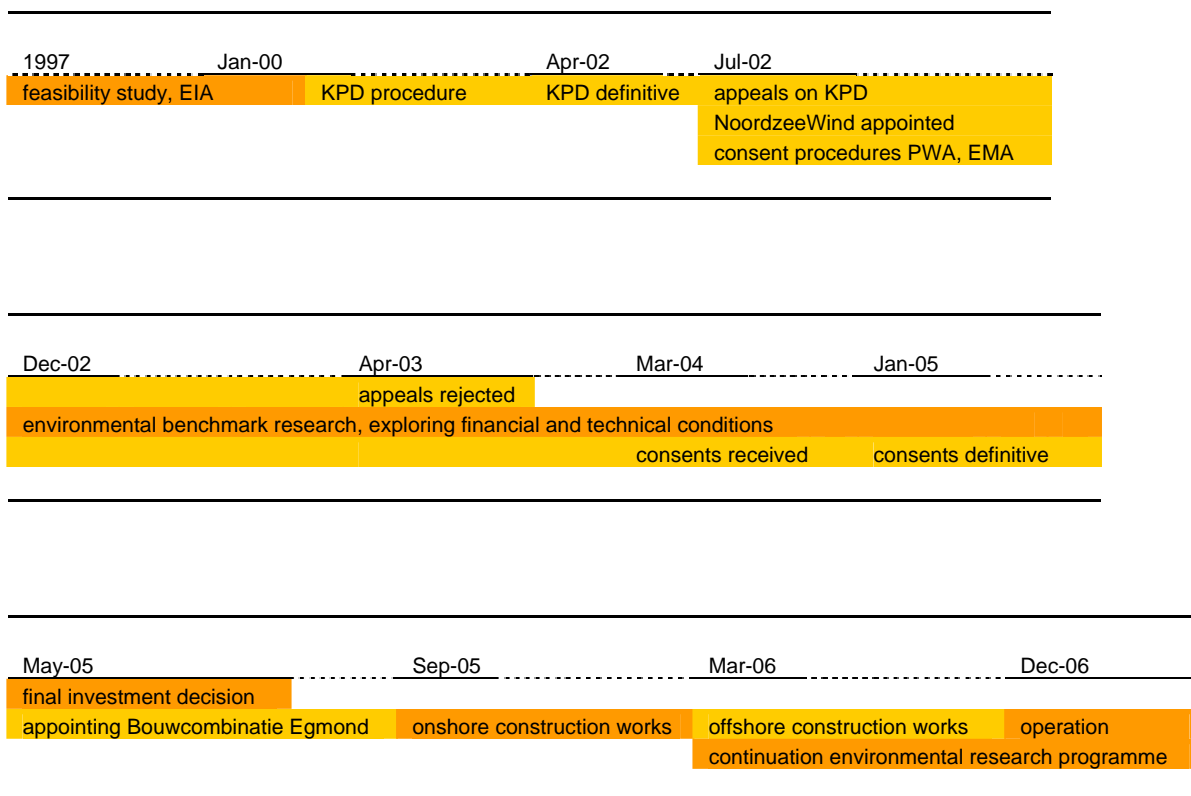 1997 Jan-00 Apr-02 Jul-02
feasibility study, EIA KPD procedure KPD definitive appeals on KPD
NoordzeeWind appointed
consent procedures PWA, EMA
Dec-02 Apr-03 Mar-04 Jan-05
appeals rejected
environmental benchmark research, exploring financial and technical conditions
consents received consents definitive
May-05 Sep-05 Mar-06 Dec-06
final investment decision
appointing Bouwcombinatie Egmond onshore construction works offshore construction works operation
continuation environmental research programme